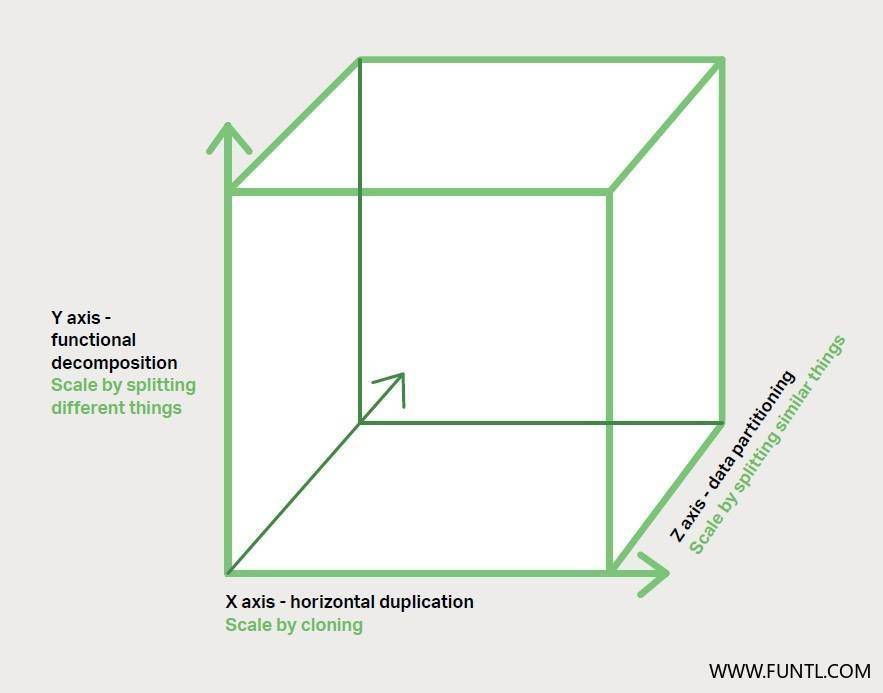 Y axis -
functional
decomposition
Scale by splitting
different things
Z axis - data partitioning
Scale by splitting similar things
X axis - horizontal duplication
Scale by cloning
WWW.FUNTL.COM